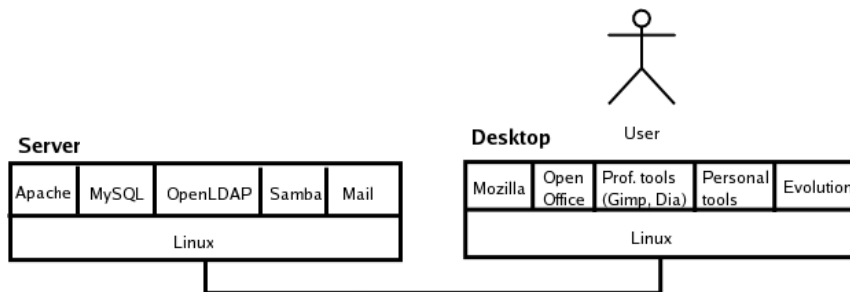 User
Server
Desktop
Apache
MySQL
OpenLDAP
Samba
Mail
Linux
Mozilla
Open
Office
Prof. tools
(Gimp, Dia)
Personal
tools
Evolution
Linux